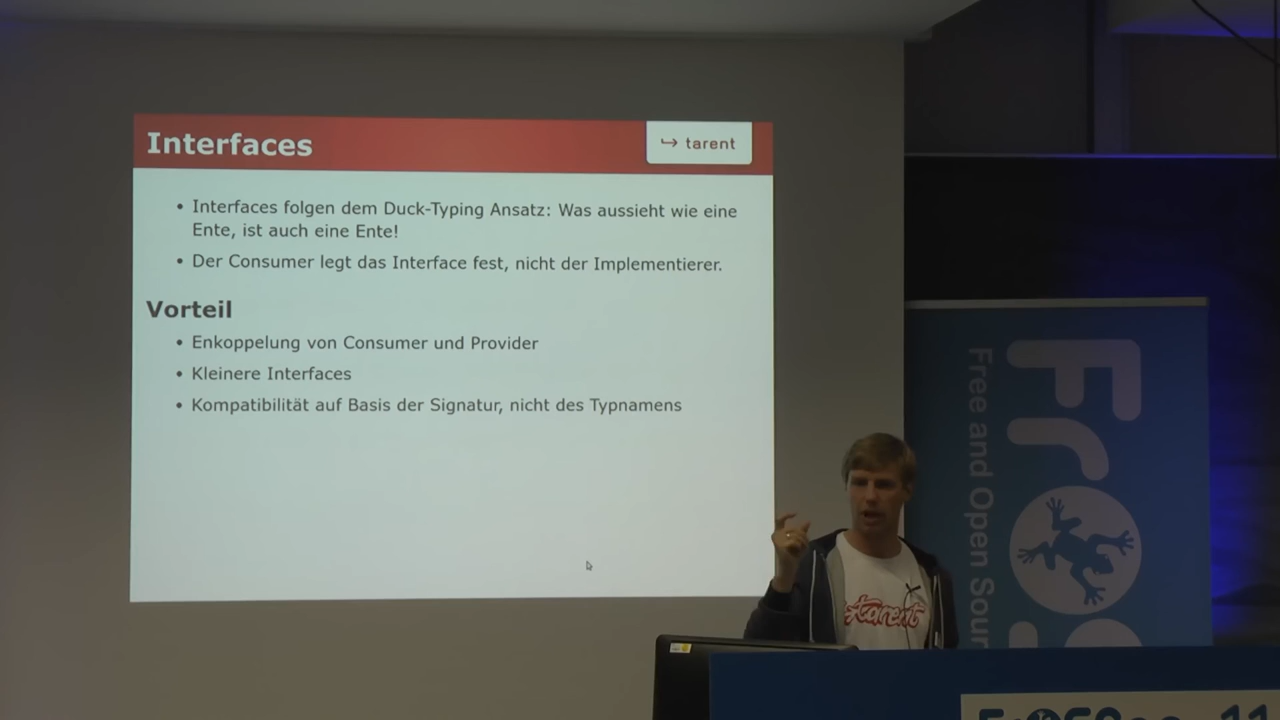 Interfaces
↪ tarent
• Interfaces folgen dem Duck-Typing Ansatz: Was aussieht wie eine
Ente, ist auch eine Ente!
• Der Consumer legt das Interface fest, nicht der Implementierer.
Vorteil
• Enkoppelung von Consumer und Provider
• Kleinere Interfaces
• Kompatibilität auf Basis der Signatur, nicht des Typnamens
tarent
Free and Open Sour